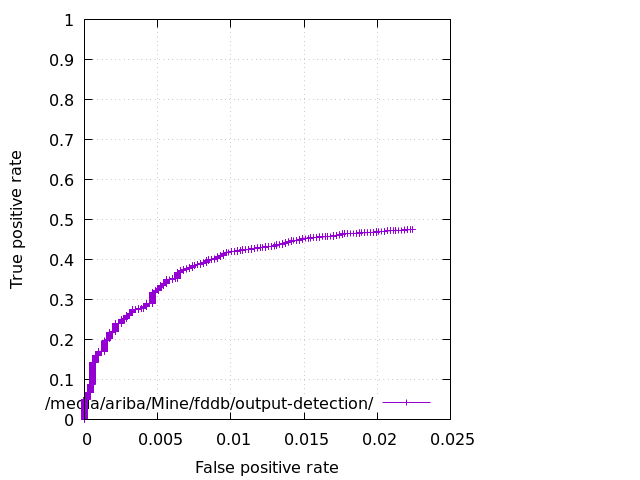 1
0.9
0.8
0.7
0.6
0.5
0.4
0.3
0.2
0.1
0
True positive rate
/media/ariba/Mine/fddb/output-detection/
0 0.005 0.01 0.015 0.02 0.025
False positive rate